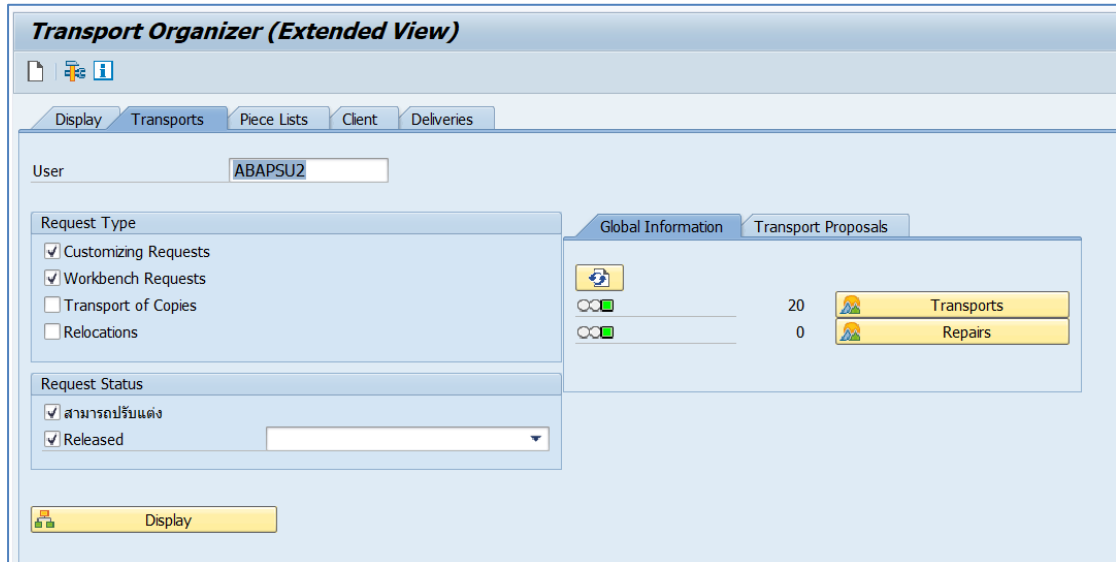 Transport Organizer (Extended View)
Display Transports Piece Lists Client Deliveries
User ABAPSU2
Request Type
Customizing Requests
Workbench Requests
Transport of Copies
Relocations
Request Status
สามารถปรับแต่ง
Released
Display
Global Information Transport Proposals
20 Transports
0 Repairs